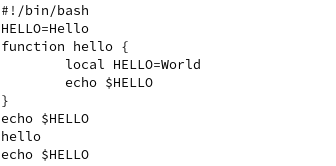 #!/bin/bash
HELLO=Hello
function hello {
        local HELLO=World
        echo $HELLO
}
echo $HELLO
hello
echo $HELLO